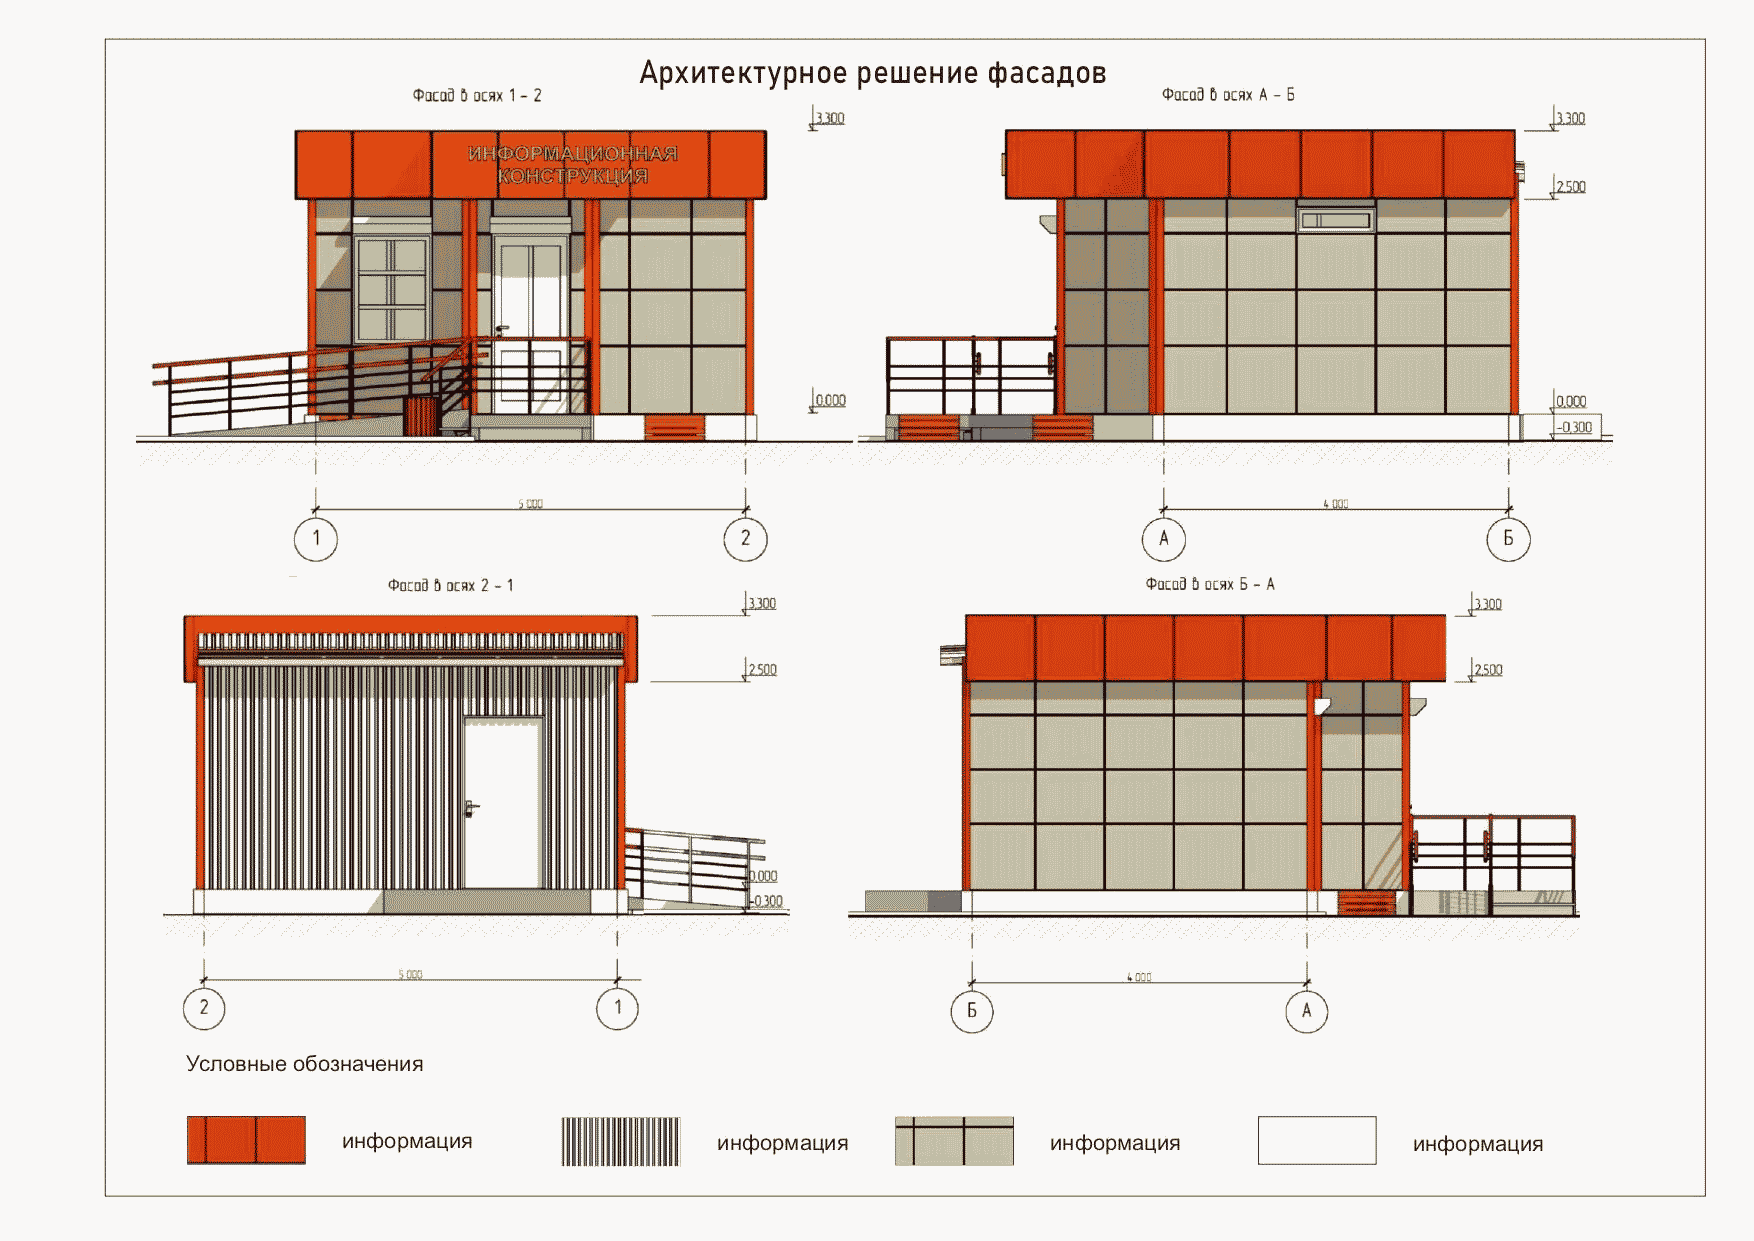 Архитектурное решение фасадов
Фасад в осях 1 - 2
Фасад в осях А - Б
ИНФОРМАЦИОННАЯ
КОНСТРУКЦИЯ
3.300
0.000
3.300
2.500
0.000
-0.300
5 000
4 000
1
2
А
Б
Фасад в осях 2 - 1
Фасад в осях Б - А
3.300
2.500
0.000
-0.300
3.300
2.500
5 000
4 000
2
1
Б
А
Условные обозначения
информация
информация
информация
информация